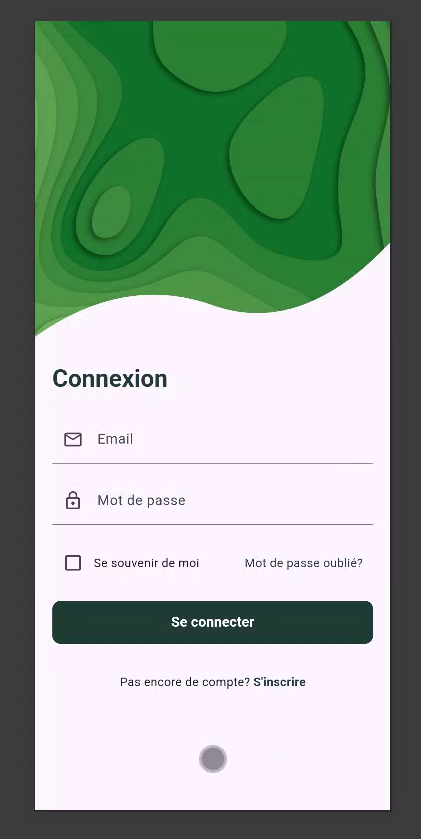 Connexion
Email
Mot de passe
Se souvenir de moi Mot de passe oublié?
Se connecter
Pas encore de compte? S'inscrire